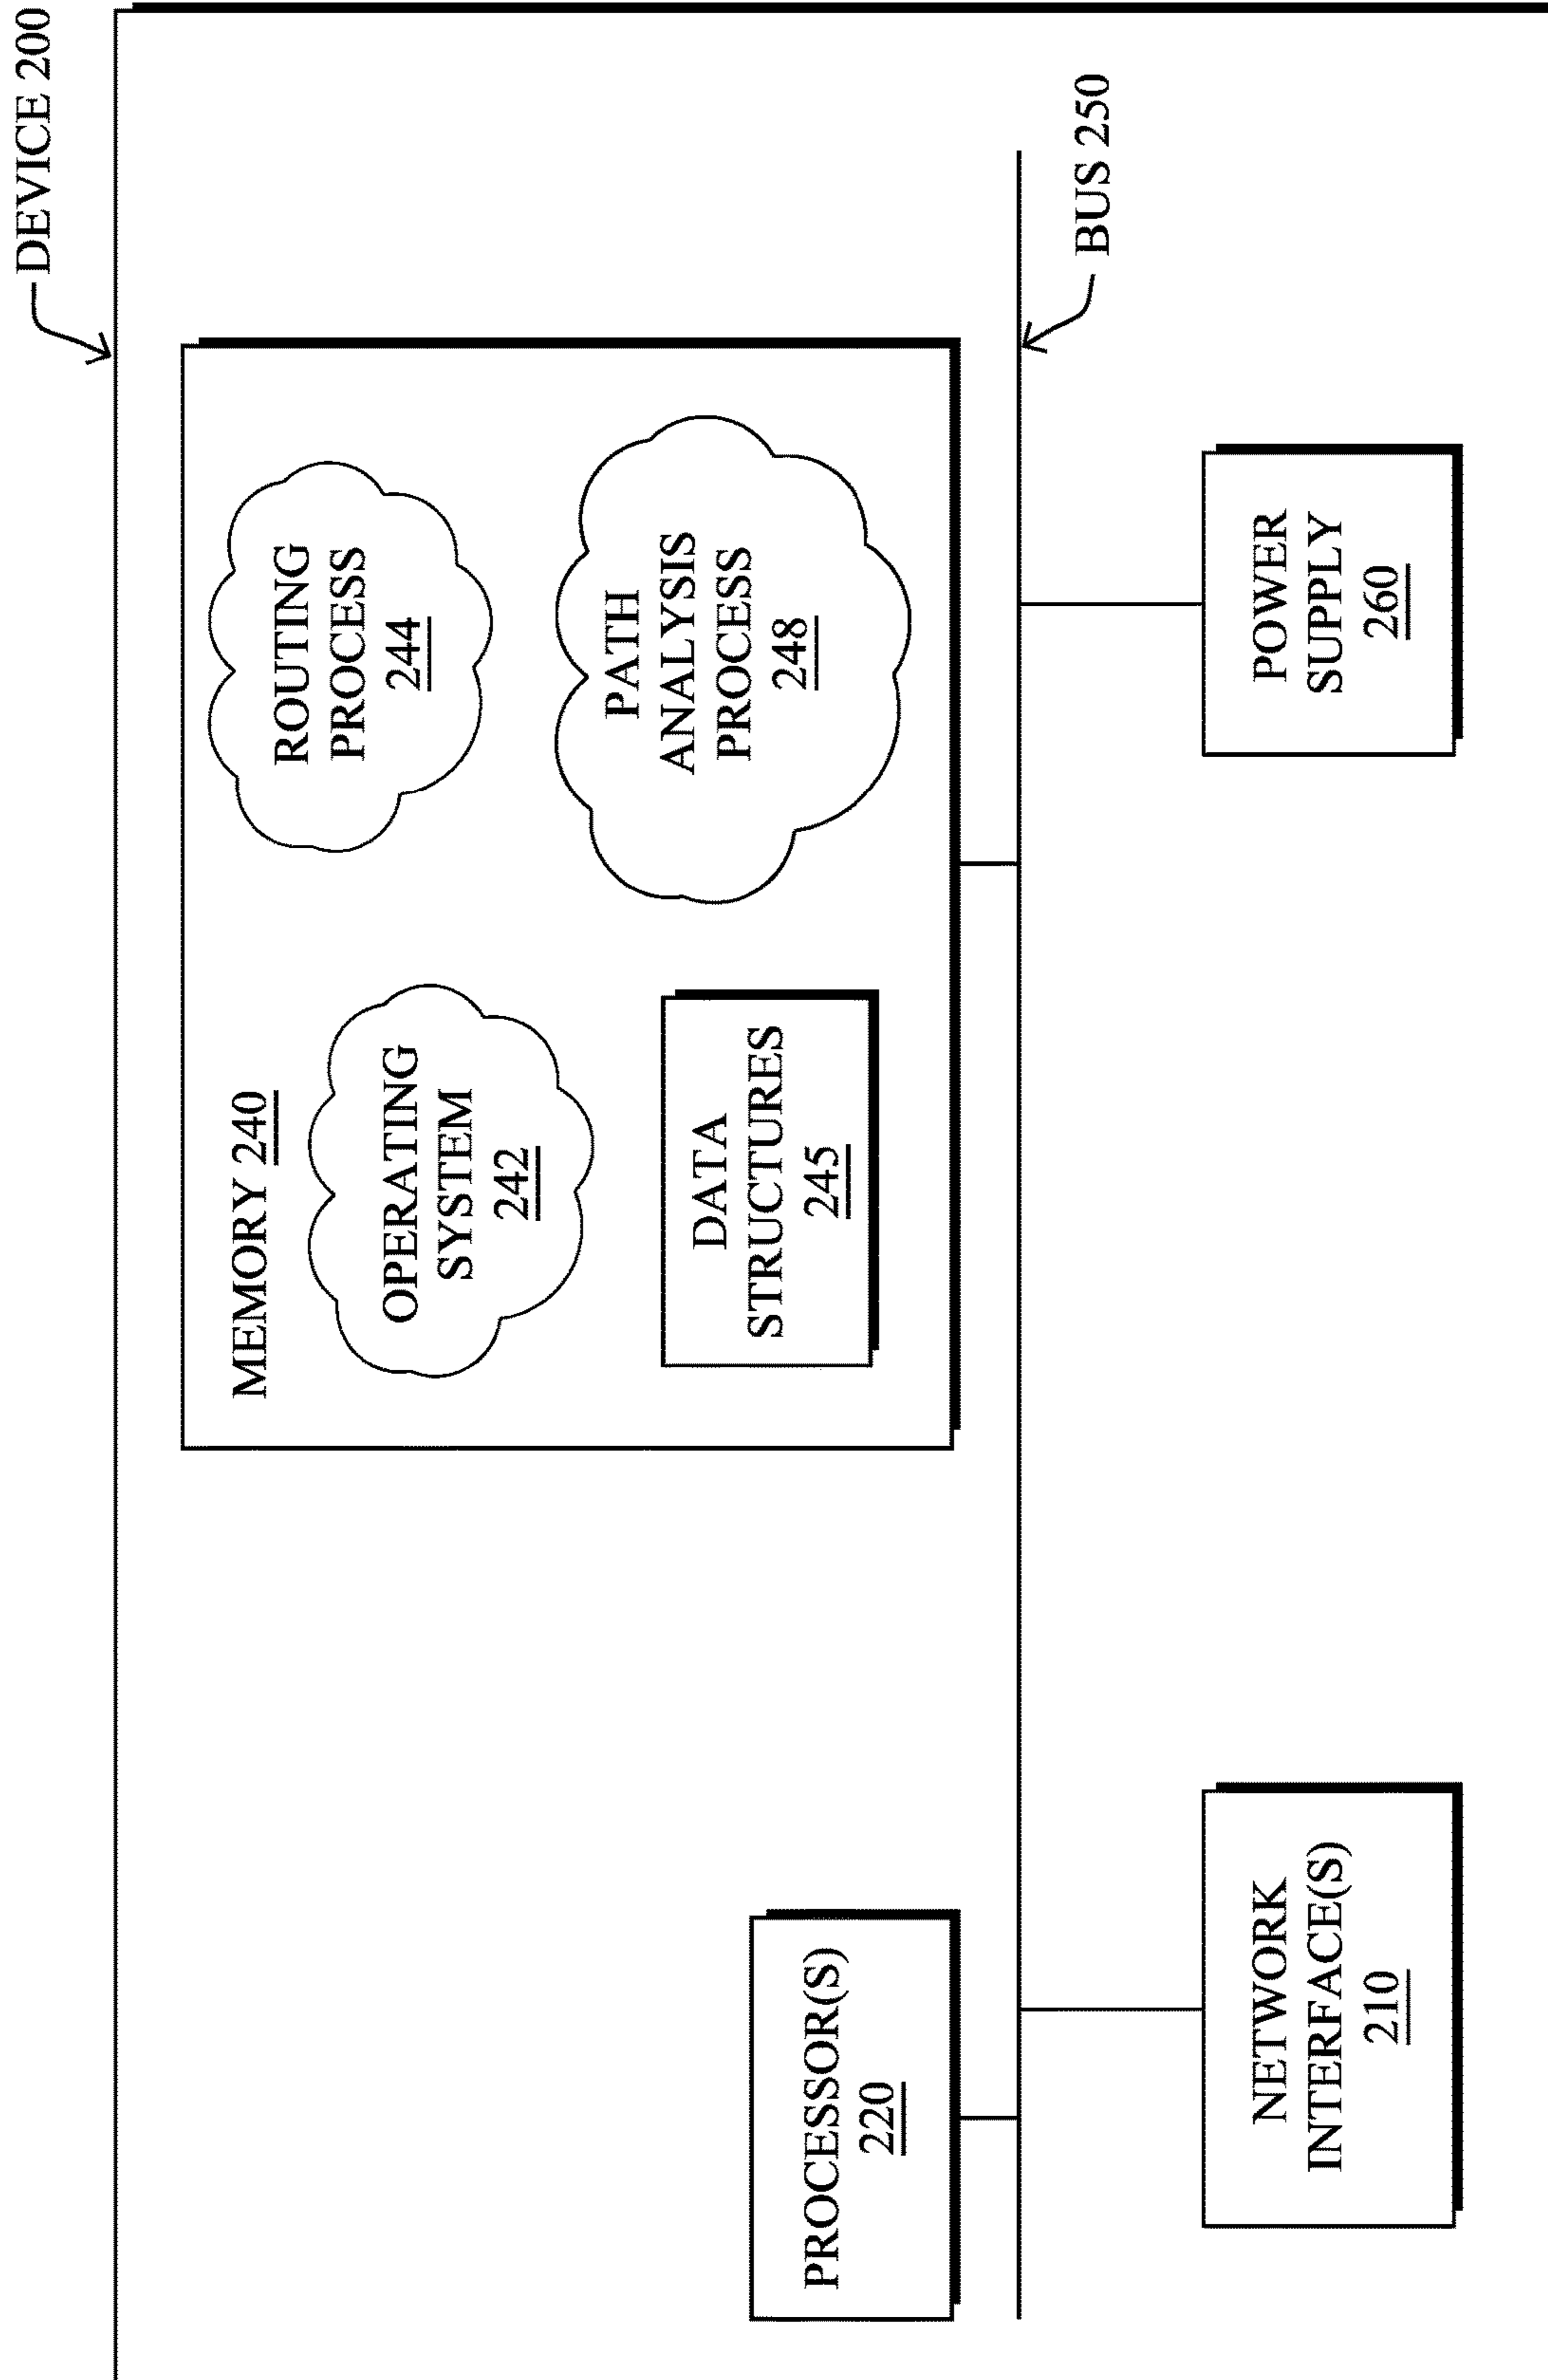 DEVICE 200
MEMORY 240
OPERATING
SYSTEM
242
ROUTING
PROCESS
244
DATA
STRUCTURES
245
PATH
ANALYSIS
PROCESS
248
PROCESSOR(S)
220
BUS 250
NETWORK
INTERFACE(S)
210
POWER
SUPPLY
260